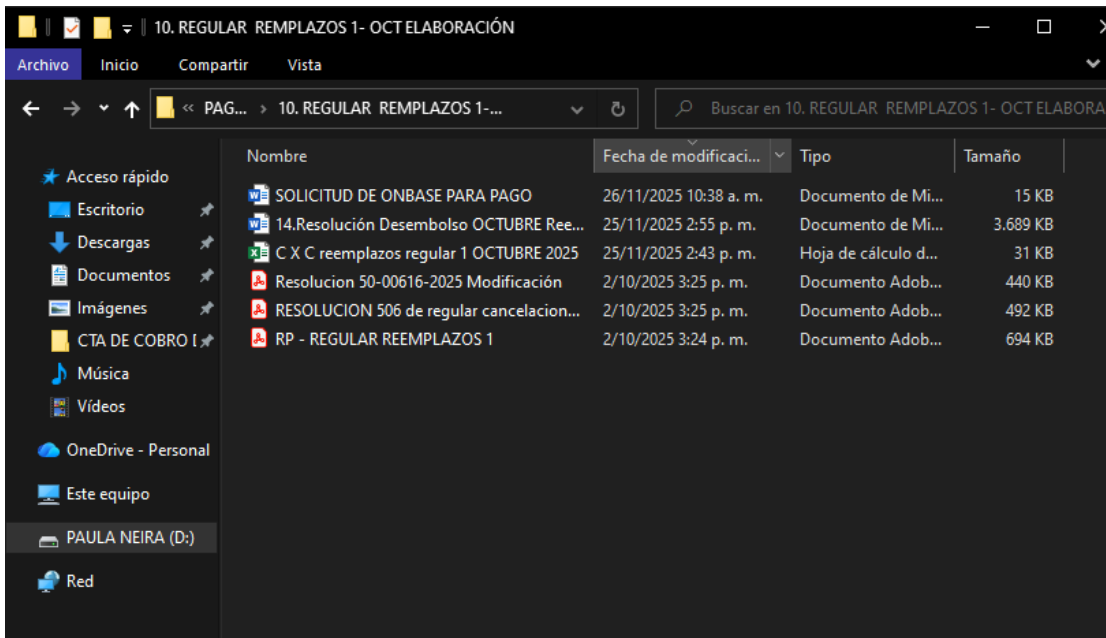 10. REGULAR  REMPLAZOS 1- OCT ELABORACIÓN
Archivo Inicio Compartir Vista
« PAG... › 10. REGULAR  REMPLAZOS 1-... Buscar en 10. REGULAR  REMPLAZOS 1- OCT ELABORA
Nombre Fecha de modificaci... Tipo Tamaño
Acceso rápido
Escritorio
Descargas
Documentos
Imágenes
CTA DE COBRO
Música
Vídeos
OneDrive - Personal
Este equipo
PAULA NEIRA (D:)
Red
SOLICITUD DE ONBASE PARA PAGO 26/11/2025 10:38 a. m. Documento de Mi... 15 KB
14.Resolución Desembolso OCTUBRE Ree... 25/11/2025 2:55 p. m. Documento de Mi... 3.689 KB
C X C reemplazos regular 1 OCTUBRE 2025 25/11/2025 2:43 p. m. Hoja de cálculo d... 31 KB
Resolucion 50-00616-2025 Modificación 2/10/2025 3:25 p. m. Documento Adob... 440 KB
RESOLUCION 506 de regular cancelacion... 2/10/2025 3:25 p. m. Documento Adob... 492 KB
RP - REGULAR REEMPLAZOS 1 2/10/2025 3:24 p. m. Documento Adob... 694 KB